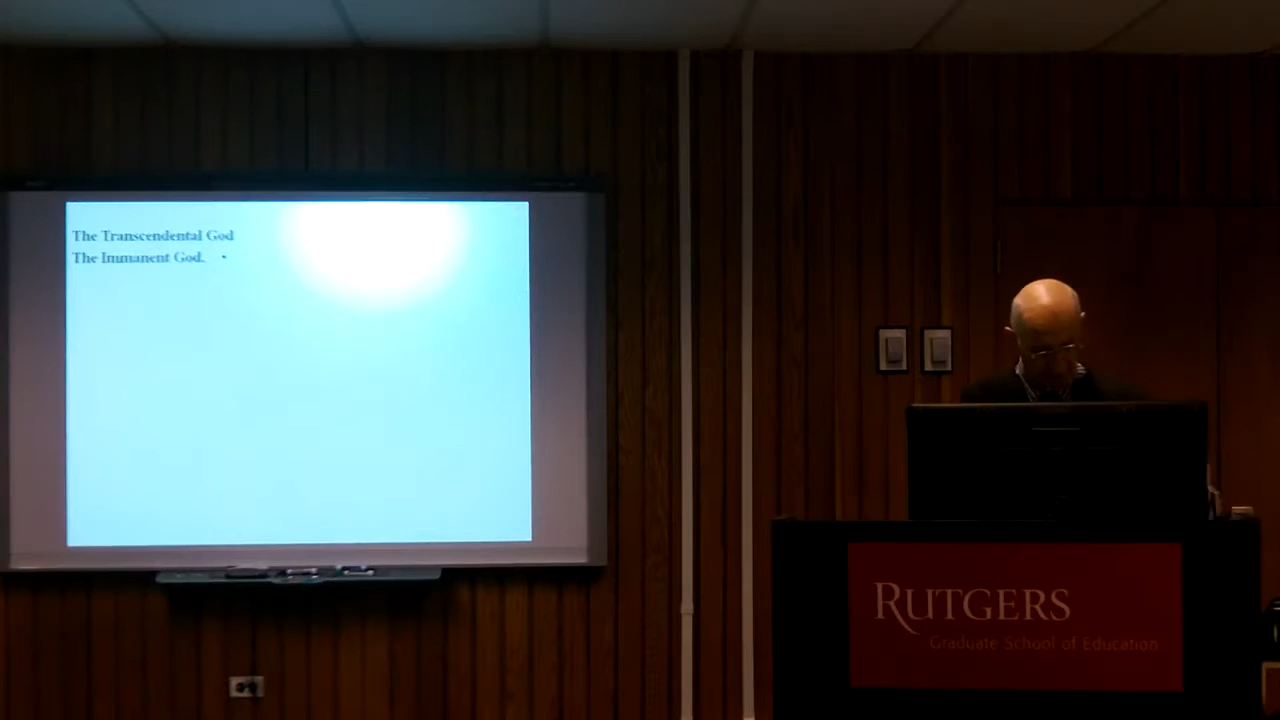 The Transcendental God
The Immanent God.
RUTGERS
Graduate School of Education